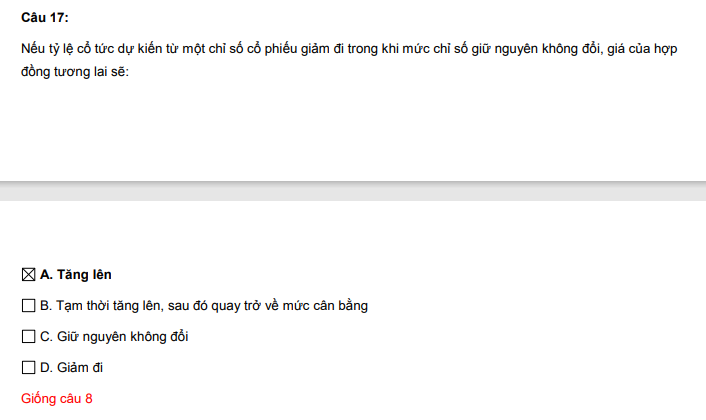 Câu 17:
Nếu tỷ lệ cổ tức dự kiến từ một chỉ số cổ phiếu giảm đi trong khi mức chỉ số giữ nguyên không đổi, giá của hợp
đồng tương lai sẽ:
A. Tăng lên
B. Tạm thời tăng lên, sau đó quay trở về mức cân bằng
C. Giữ nguyên không đổi
D. Giảm đi
Giống câu 8